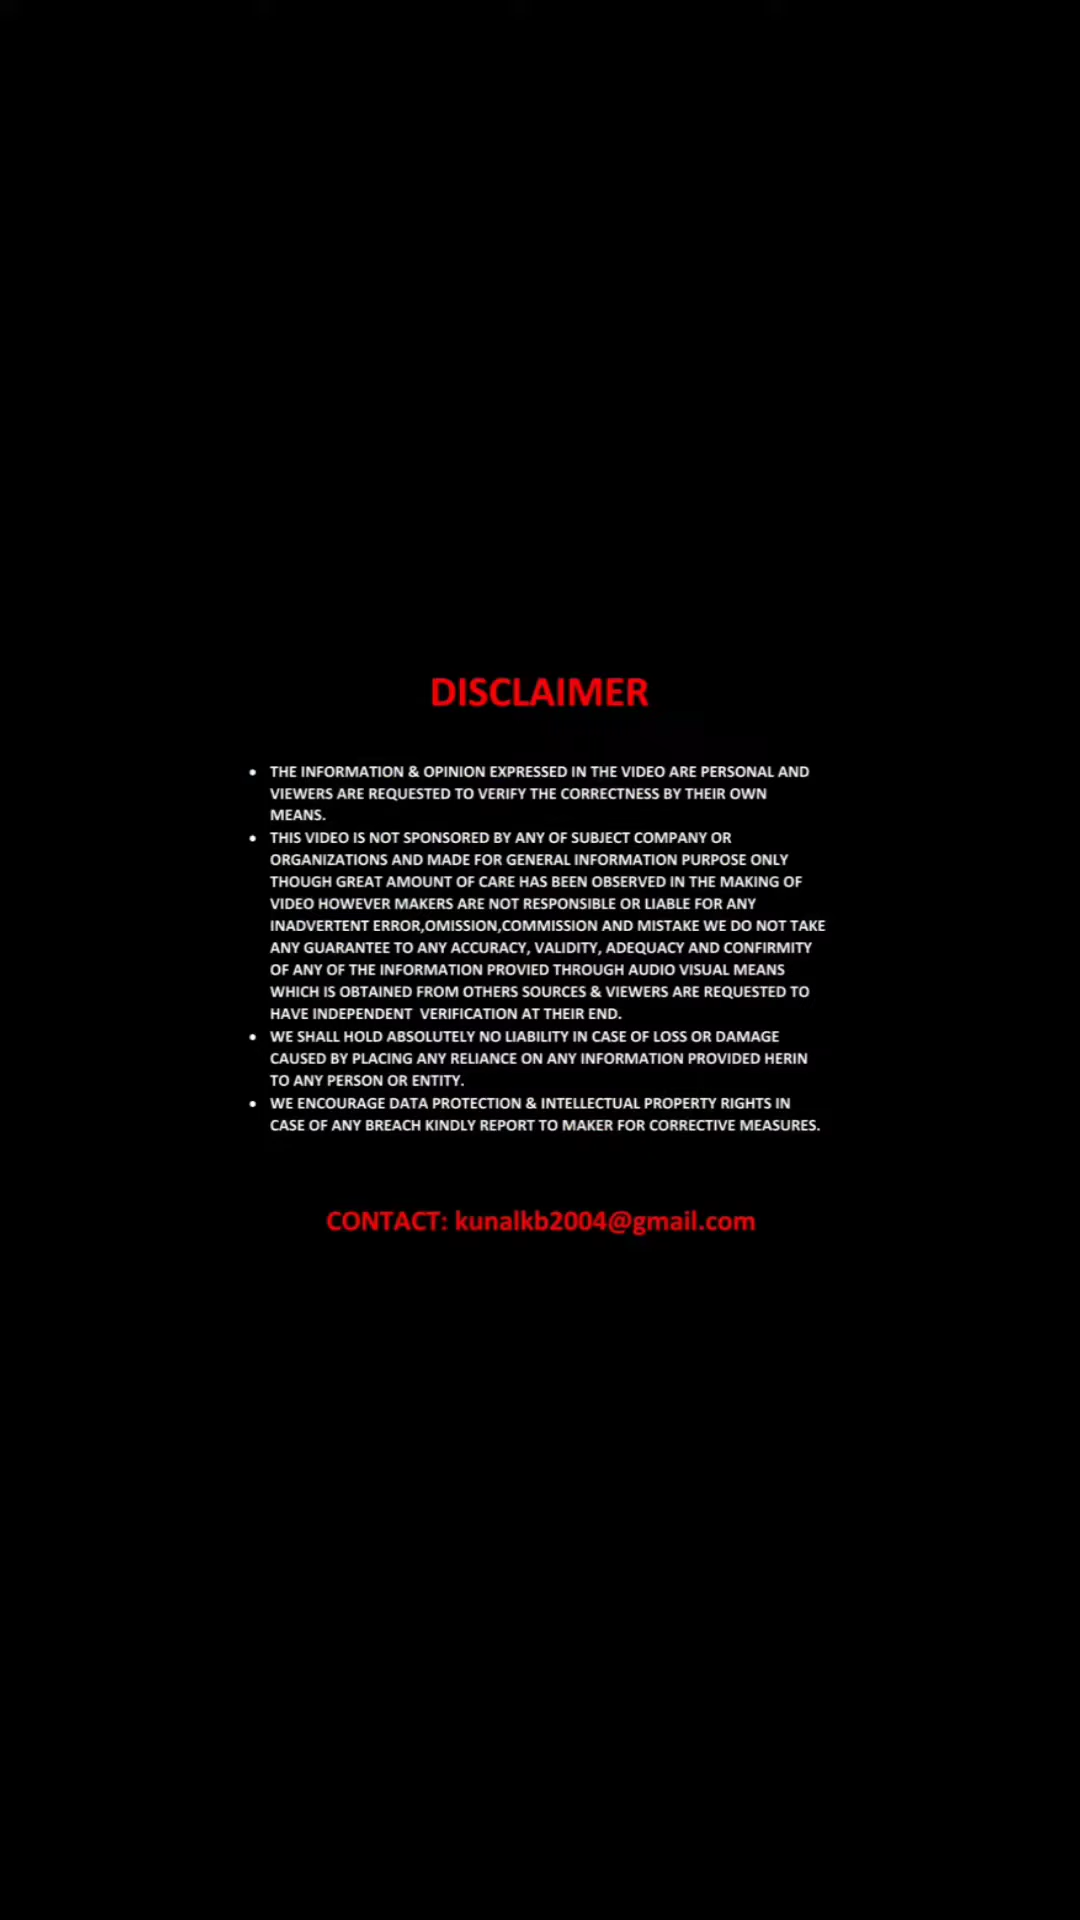 DISCLAIMER
• THE INFORMATION & OPINION EXPRESSED IN THE VIDEO ARE PERSONAL AND
VIEWERS ARE REQUESTED TO VERIFY THE CORRECTNESS BY THEIR OWN
MEANS.
• THIS VIDEO IS NOT SPONSORED BY ANY OF SUBJECT COMPANY OR
ORGANIZATIONS AND MADE FOR GENERAL INFORMATION PURPOSE ONLY
THOUGH GREAT AMOUNT OF CARE HAS BEEN OBSERVED IN THE MAKING OF
VIDEO HOWEVER MAKERS ARE NOT RESPONSIBLE OR LIABLE FOR ANY
INADVERTENT ERROR,OMISSION,COMMISSION AND MISTAKE WE DO NOT TAKE
ANY GUARANTEE TO ANY ACCURACY, VALIDITY, ADEQUACY AND CONFIRMITY
OF ANY OF THE INFORMATION PROVIED THROUGH AUDIO VISUAL MEANS
WHICH IS OBTAINED FROM OTHERS SOURCES & VIEWERS ARE REQUESTED TO
HAVE INDEPENDENT  VERIFICATION AT THEIR END.
• WE SHALL HOLD ABSOLUTELY NO LIABILITY IN CASE OF LOSS OR DAMAGE
CAUSED BY PLACING ANY RELIANCE ON ANY INFORMATION PROVIDED HERIN
TO ANY PERSON OR ENTITY.
• WE ENCOURAGE DATA PROTECTION & INTELLECTUAL PROPERTY RIGHTS IN
CASE OF ANY BREACH KINDLY REPORT TO MAKER FOR CORRECTIVE MEASURES.
CONTACT: kunalkb2004@gmail.com